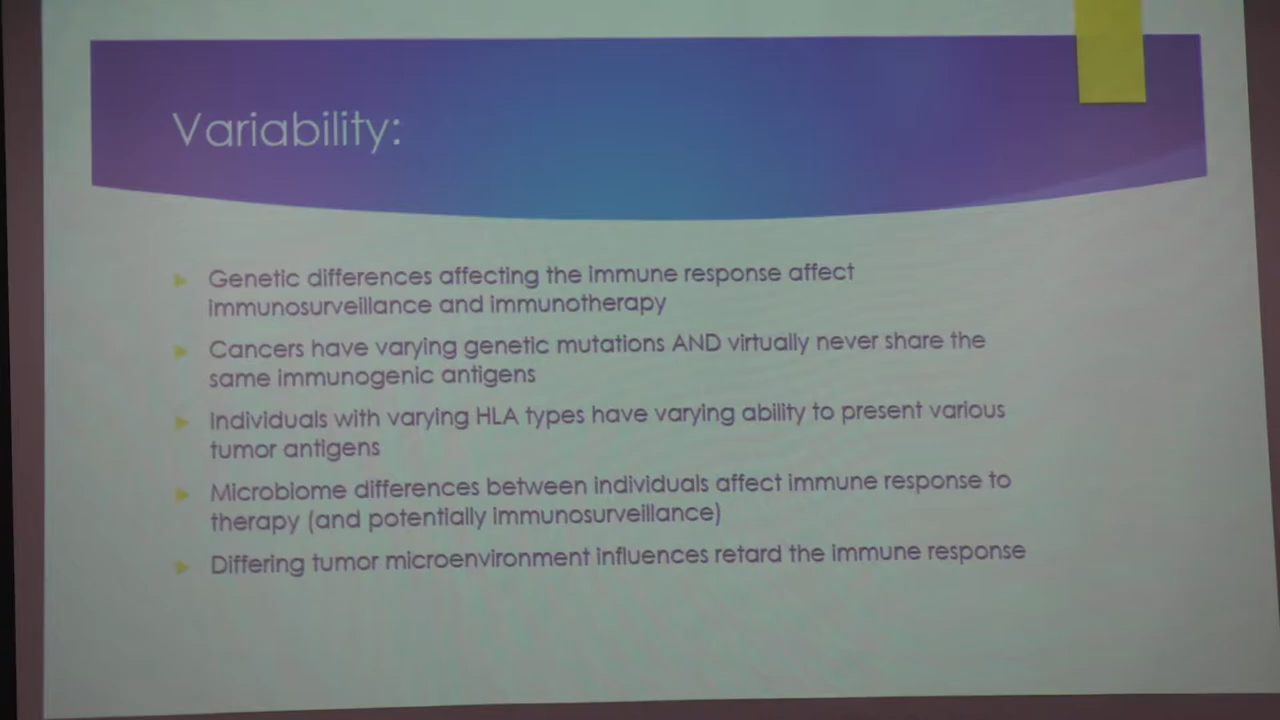 Variability:
Genetic differences affecting the immune response affect
immunosurveillance and immunotherapy
Cancers have varying genetic mutations AND virtually never share the
same immunogenic antigens
Individuals with varying HLA types have varying ability to present various
tumor antigens
Microbiome differences between individuals affect immune response to
therapy (and potentially immunosurveillance)
Differing tumor microenvironment influences retard the immune response